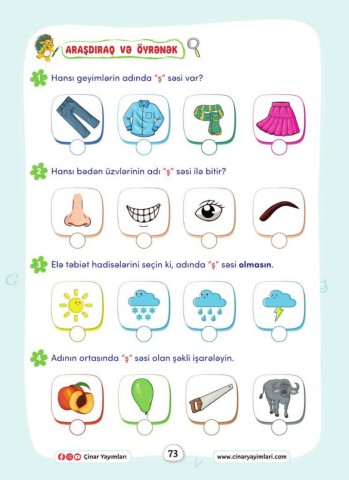 ARAŞDIRAQ VƏ ÖYRƏNƏK
1 Hansı geyimlərin adında "ş" səsi var?
2 Hansı bədən üzvlərinin adı "ş" səsi ilə bitir?
3 Elə təbiət hadisələrini seçin ki, adında "ş" səsi olmasın.
Adının ortasında "ş" səsi olan şəkli işarələyin.
Çinar Yayımları
73
www.cinaryayimlari.com